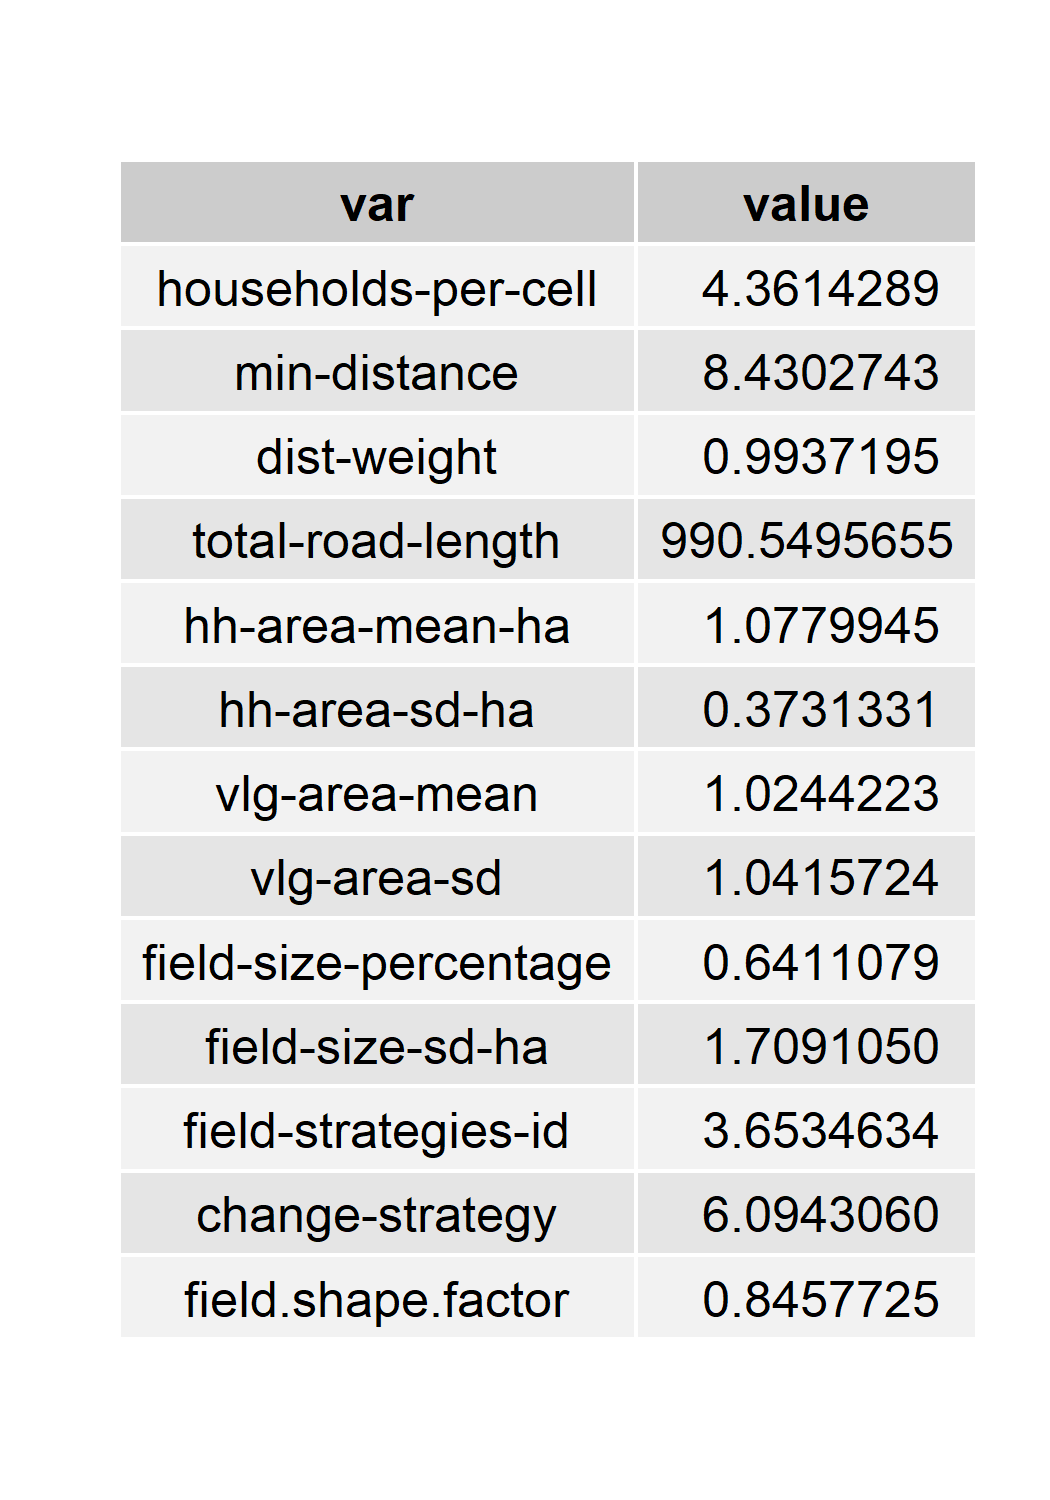 var value
households-per-cell 4.3614289
min-distance 8.4302743
dist-weight 0.9937195
total-road-length 990.5495655
hh-area-mean-ha 1.0779945
hh-area-sd-ha 0.3731331
vlg-area-mean 1.0244223
vlg-area-sd 1.0415724
field-size-percentage 0.6411079
field-size-sd-ha 1.7091050
field-strategies-id 3.6534634
change-strategy 6.0943060
field.shape.factor 0.8457725